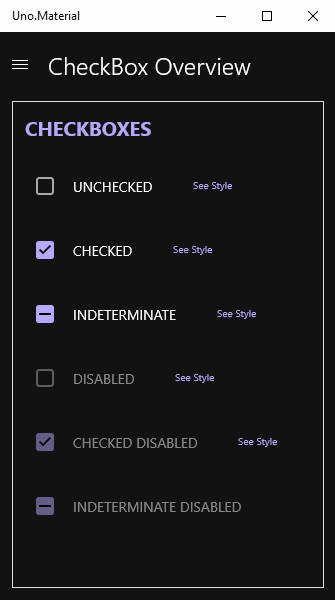 Uno.Material
CheckBox Overview
CHECKBOXES
UNCHECKED See Style
CHECKED See Style
INDETERMINATE See Style
DISABLED See Style
CHECKED DISABLED See Style
INDETERMINATE DISABLED